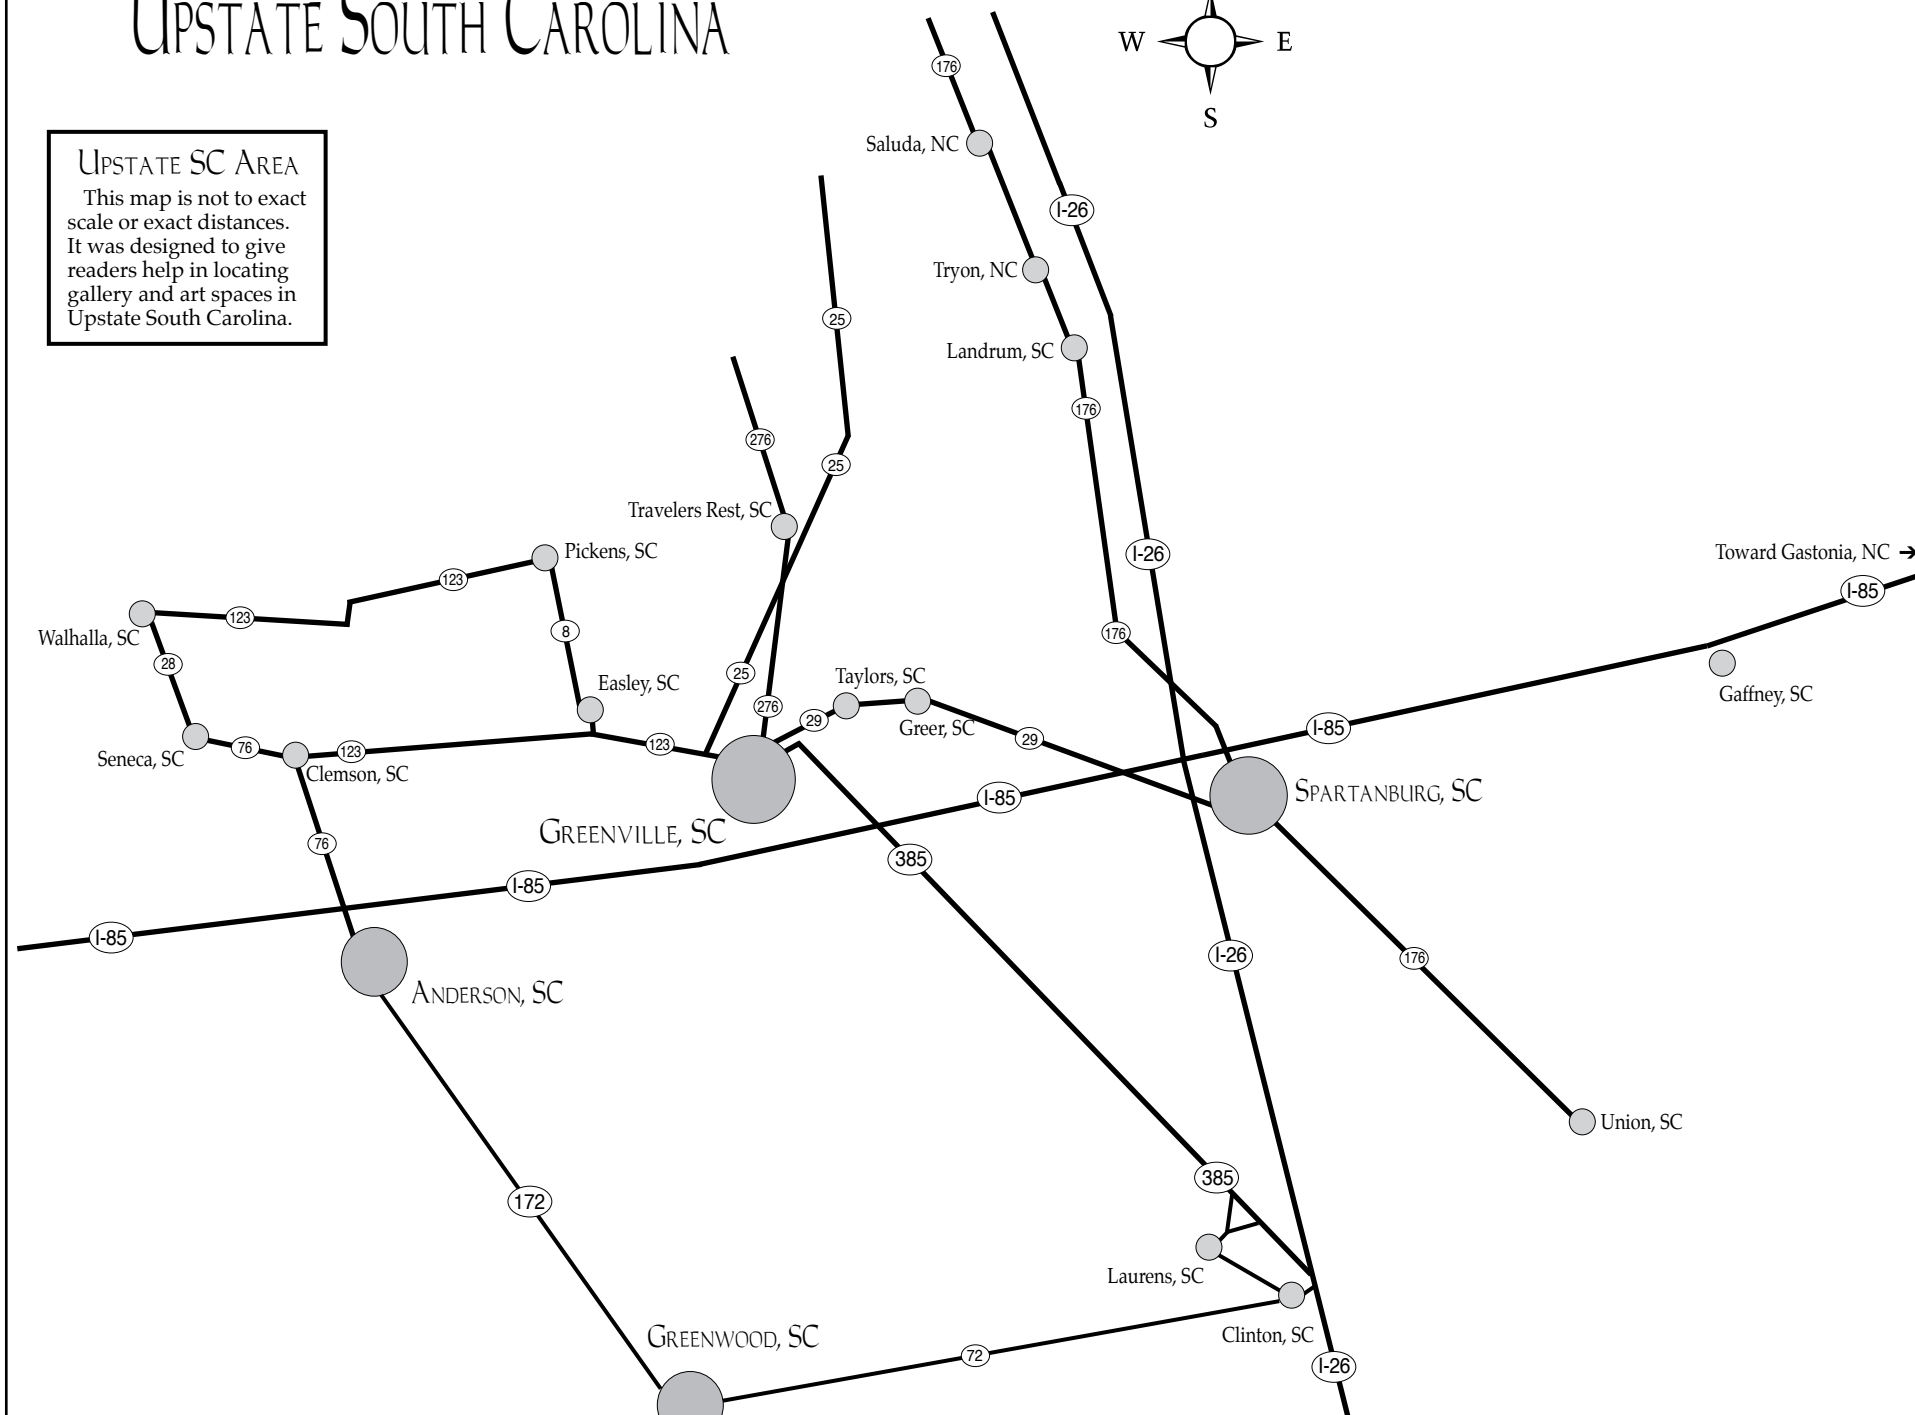 Upstate South Carolina
W E
S
176
Saluda, NC
Upstate SC Area
This map is not to exact
scale or exact distances.
It was designed to give
readers help in locating
gallery and art spaces in
Upstate South Carolina.
I-26
Tryon, NC
25
Landrum, SC
176
276
25
Travelers Rest, SC
Pickens, SC
I-26
Toward Gastonia, NC →
123
I-85
123
8
176
Walhalla, SC
28
25
Easley, SC
Taylors, SC
Gaffney, SC
276
29
Greer, SC
29
I-85
76
123
123
Seneca, SC
Clemson, SC
I-85
Spartanburg, SC
Greenville, SC
76
385
I-85
I-85
I-26
176
Anderson, SC
Union, SC
385
172
Laurens, SC
Greenwood, SC
Clinton, SC
72
I-26